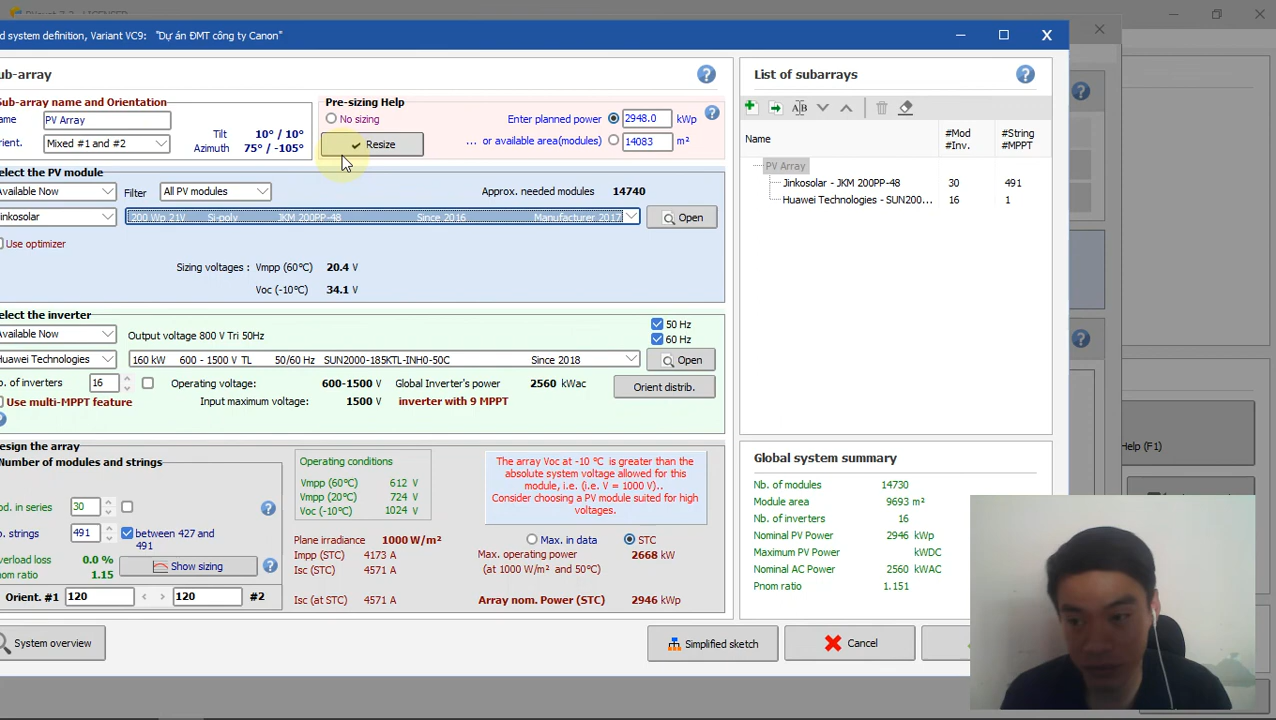 d system definition, Variant VC9: "Dự án ĐMT công ty Canon"
ub-array
List of subarrays
Sub-array name and Orientation
ame PV Array
rient. Mixed #1 and #2
Tilt 10° / 10°
Azimuth 75° / -105°
Pre-sizing Help
No sizing
Enter planned power 2948.0 kWp
Resize
... or available area(modules) 14083 m²
Name
#Mod #String
#Inv. #MPPT
PV Array
Jinkosolar - JKM 200PP-48 30 491
Huawei Technologies - SUN200... 16 1
elect the PV module
Available Now Filter All PV modules Approx. needed modules 14740
inkosolar 200 Wp 21V Si-poly JKM 200PP-48 Since 2016 Manufacturer 2017 Open
Use optimizer
Sizing voltages : Vmpp (60°C) 20.4 V
Voc (-10°C) 34.1 V
elect the inverter
Available Now Output voltage 800 V Tri 50Hz
50 Hz
60 Hz
Huawei Technologies 160 kW 600 - 1500 V TL 50/60 Hz SUN2000-185KTL-INH0-50C Since 2018 Open
o. of inverters 16 Operating voltage: 600-1500 V Global Inverter's power 2560 kWac Orient distrib.
Use multi-MPPT feature Input maximum voltage: 1500 V inverter with 9 MPPT
esign the array
Number of modules and strings
od. in series 30
o. strings 491 between 427 and
491
verload loss 0.0 %
nom ratio 1.15
Show sizing
Orient. #1 120 < > 120 #2
Operating conditions
Vmpp (60°C) 612 V
Vmpp (20°C) 724 V
Voc (-10°C) 1024 V
The array Voc at -10 °C is greater than the
absolute system voltage allowed for this
module, i.e. (i.e. V = 1000 V)..
Consider choosing a PV module suited for high
voltages.
Plane irradiance 1000 W/m²
Impp (STC) 4173 A
Isc (STC) 4571 A
Isc (at STC) 4571 A
Max. in data STC
Max. operating power 2668 kW
(at 1000 W/m² and 50°C)
Array nom. Power (STC) 2946 kWp
Global system summary
Nb. of modules 14730
Module area 9693 m²
Nb. of inverters 16
Nominal PV Power 2946 kWp
Maximum PV Power kWDC
Nominal AC Power 2560 kWAC
Pnom ratio 1.151
System overview
Simplified sketch
Cancel
Help (F1)